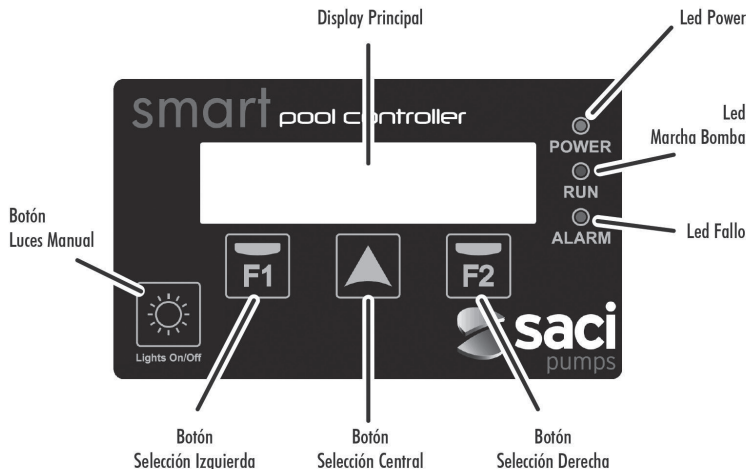 Display Principal
Led Power
smart pool controller
POWER
Led
Marcha Bomba
RUN
Botón
Luces Manual
ALARM
Led Fallo
F1
F2
Lights On/Off
saci
pumps
Botón
Selección Izquierda
Botón
Selección Central
Botón
Selección Derecha